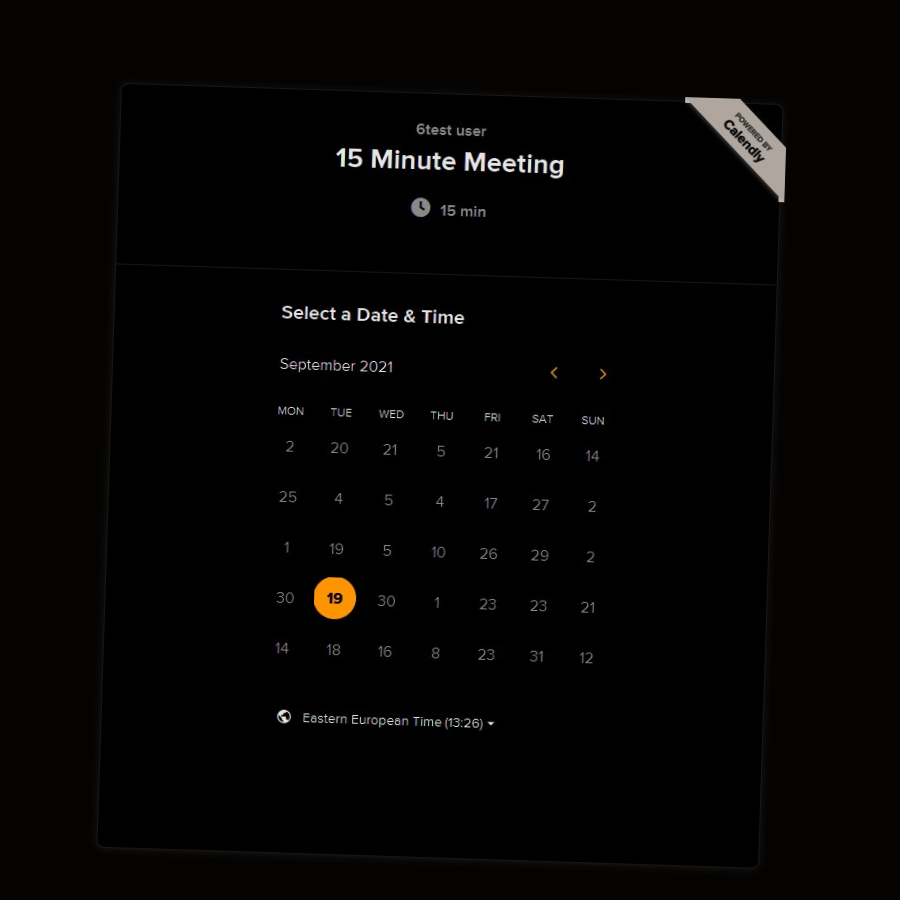 POWERED BY
Calendly
6test user
15 Minute Meeting
15 min
Select a Date & Time
September 2021
MON TUE WED THU FRI SAT SUN
2 20 21 5 21 16 14
25 4 5 4 17 27 2
1 19 5 10 26 29 2
30 19 30 1 23 23 21
14 18 16 8 23 31 12
Eastern European Time (13:26)